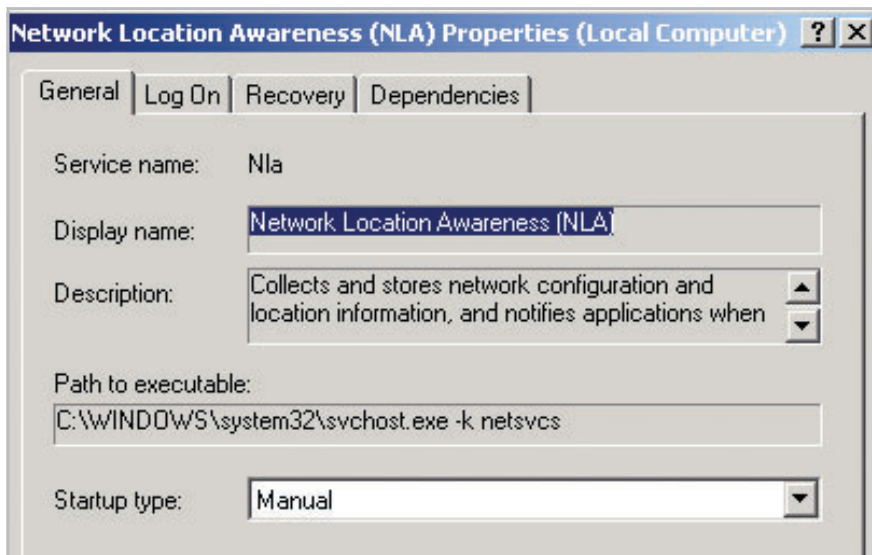 Network Location Awareness (NLA) Properties (Local Computer) ? X
General Log On Recovery Dependencies
Service name: Nla
Display name: Network Location Awareness (NLA)
Description: Collects and stores network configuration and
location information, and notifies applications when
Path to executable:
C:\WINDOWS\system32\svchost.exe -k netsvcs
Startup type: Manual